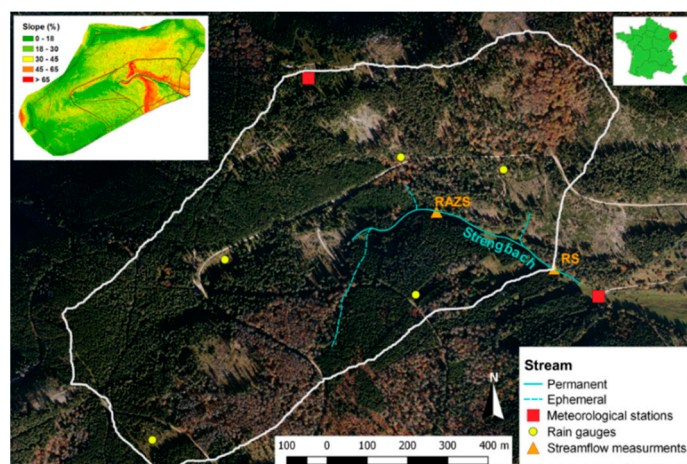 Slope (%)
0 - 18
18 - 30
30 - 45
45 - 65
> 65
RAZS
Strengbach
RS
N
100 0 100 200 300 400 m
Stream
Permanent
Ephemeral
Meteorological stations
Rain gauges
Streamflow measurments